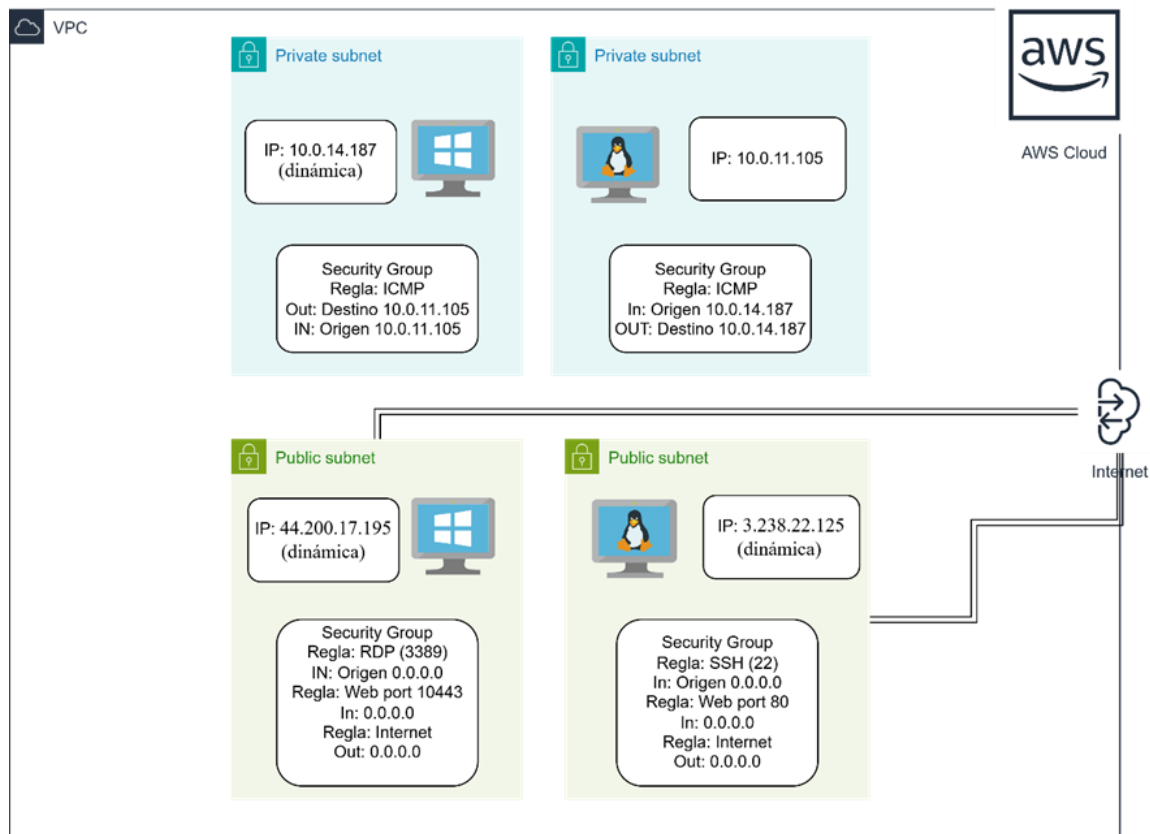 VPC
aws
AWS Cloud
Private subnet
IP: 10.0.14.187
(dinámica)
Security Group
Regla: ICMP
Out: Destino 10.0.11.105
IN: Origen 10.0.11.105
Private subnet
IP: 10.0.11.105
Security Group
Regla: ICMP
In: Origen 10.0.14.187
OUT: Destino 10.0.14.187
Internet
Public subnet
IP: 44.200.17.195
(dinámica)
Security Group
Regla: RDP (3389)
IN: Origen 0.0.0.0
Regla: Web port 10443
In: 0.0.0.0
Regla: Internet
Out: 0.0.0.0
Public subnet
IP: 3.238.22.125
(dinámica)
Security Group
Regla: SSH (22)
In: Origen 0.0.0.0
Regla: Web port 80
In: 0.0.0.0
Regla: Internet
Out: 0.0.0.0